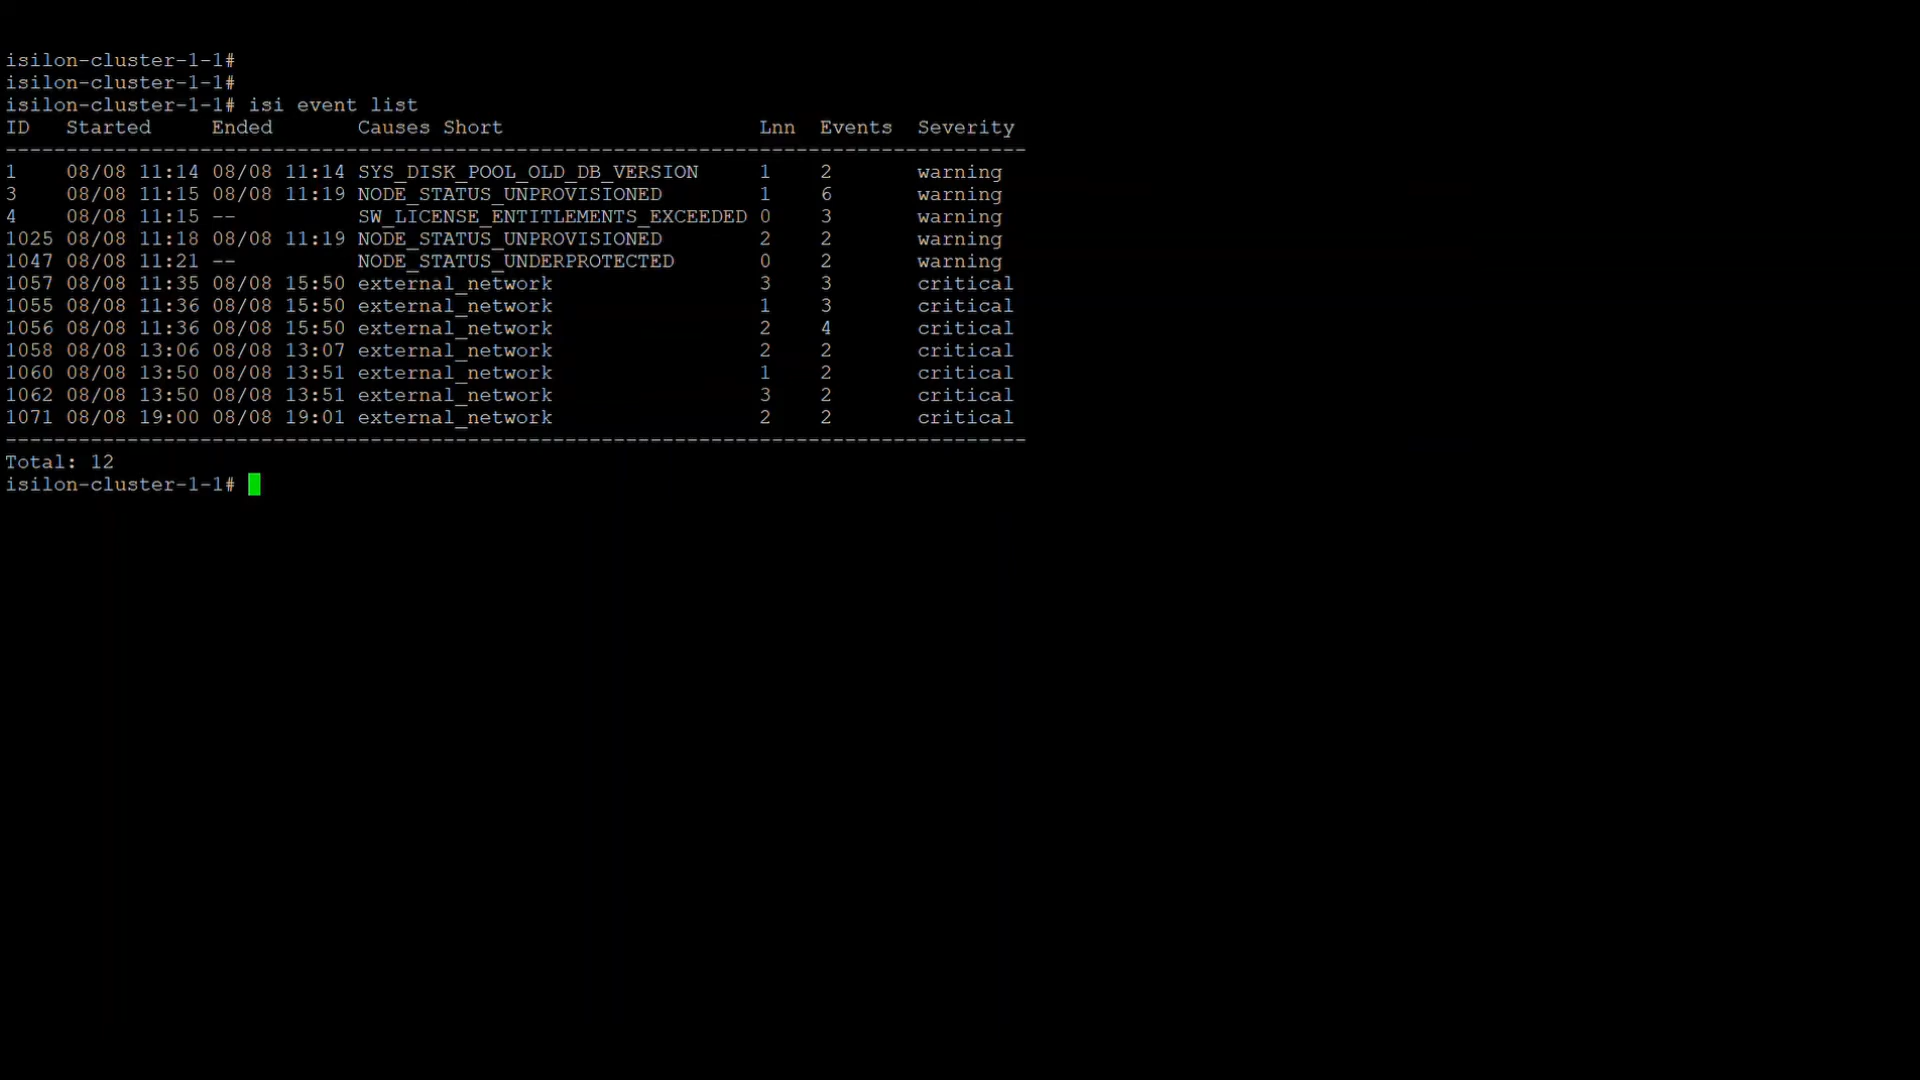 isilon-cluster-1-1#
isilon-cluster-1-1#
isilon-cluster-1-1# isi event list
ID   Started     Ended       Causes Short                     Lnn  Events  Severity
------------------------------------------------------------------------------------
1    08/08 11:14 08/08 11:14 SYS_DISK_POOL_OLD_DB_VERSION     1    2       warning
3    08/08 11:15 08/08 11:19 NODE_STATUS_UNPROVISIONED        1    6       warning
4    08/08 11:15 --          SW_LICENSE_ENTITLEMENTS_EXCEEDED 0    3       warning
1025 08/08 11:18 08/08 11:19 NODE_STATUS_UNPROVISIONED        2    2       warning
1047 08/08 11:21 --          NODE_STATUS_UNDERPROTECTED       0    2       warning
1057 08/08 11:35 08/08 15:50 external_network                 3    3       critical
1055 08/08 11:36 08/08 15:50 external_network                 1    3       critical
1056 08/08 11:36 08/08 15:50 external_network                 2    4       critical
1058 08/08 13:06 08/08 13:07 external_network                 2    2       critical
1060 08/08 13:50 08/08 13:51 external_network                 1    2       critical
1062 08/08 13:50 08/08 13:51 external_network                 3    2       critical
1071 08/08 19:00 08/08 19:01 external_network                 2    2       critical
------------------------------------------------------------------------------------
Total: 12
isilon-cluster-1-1#